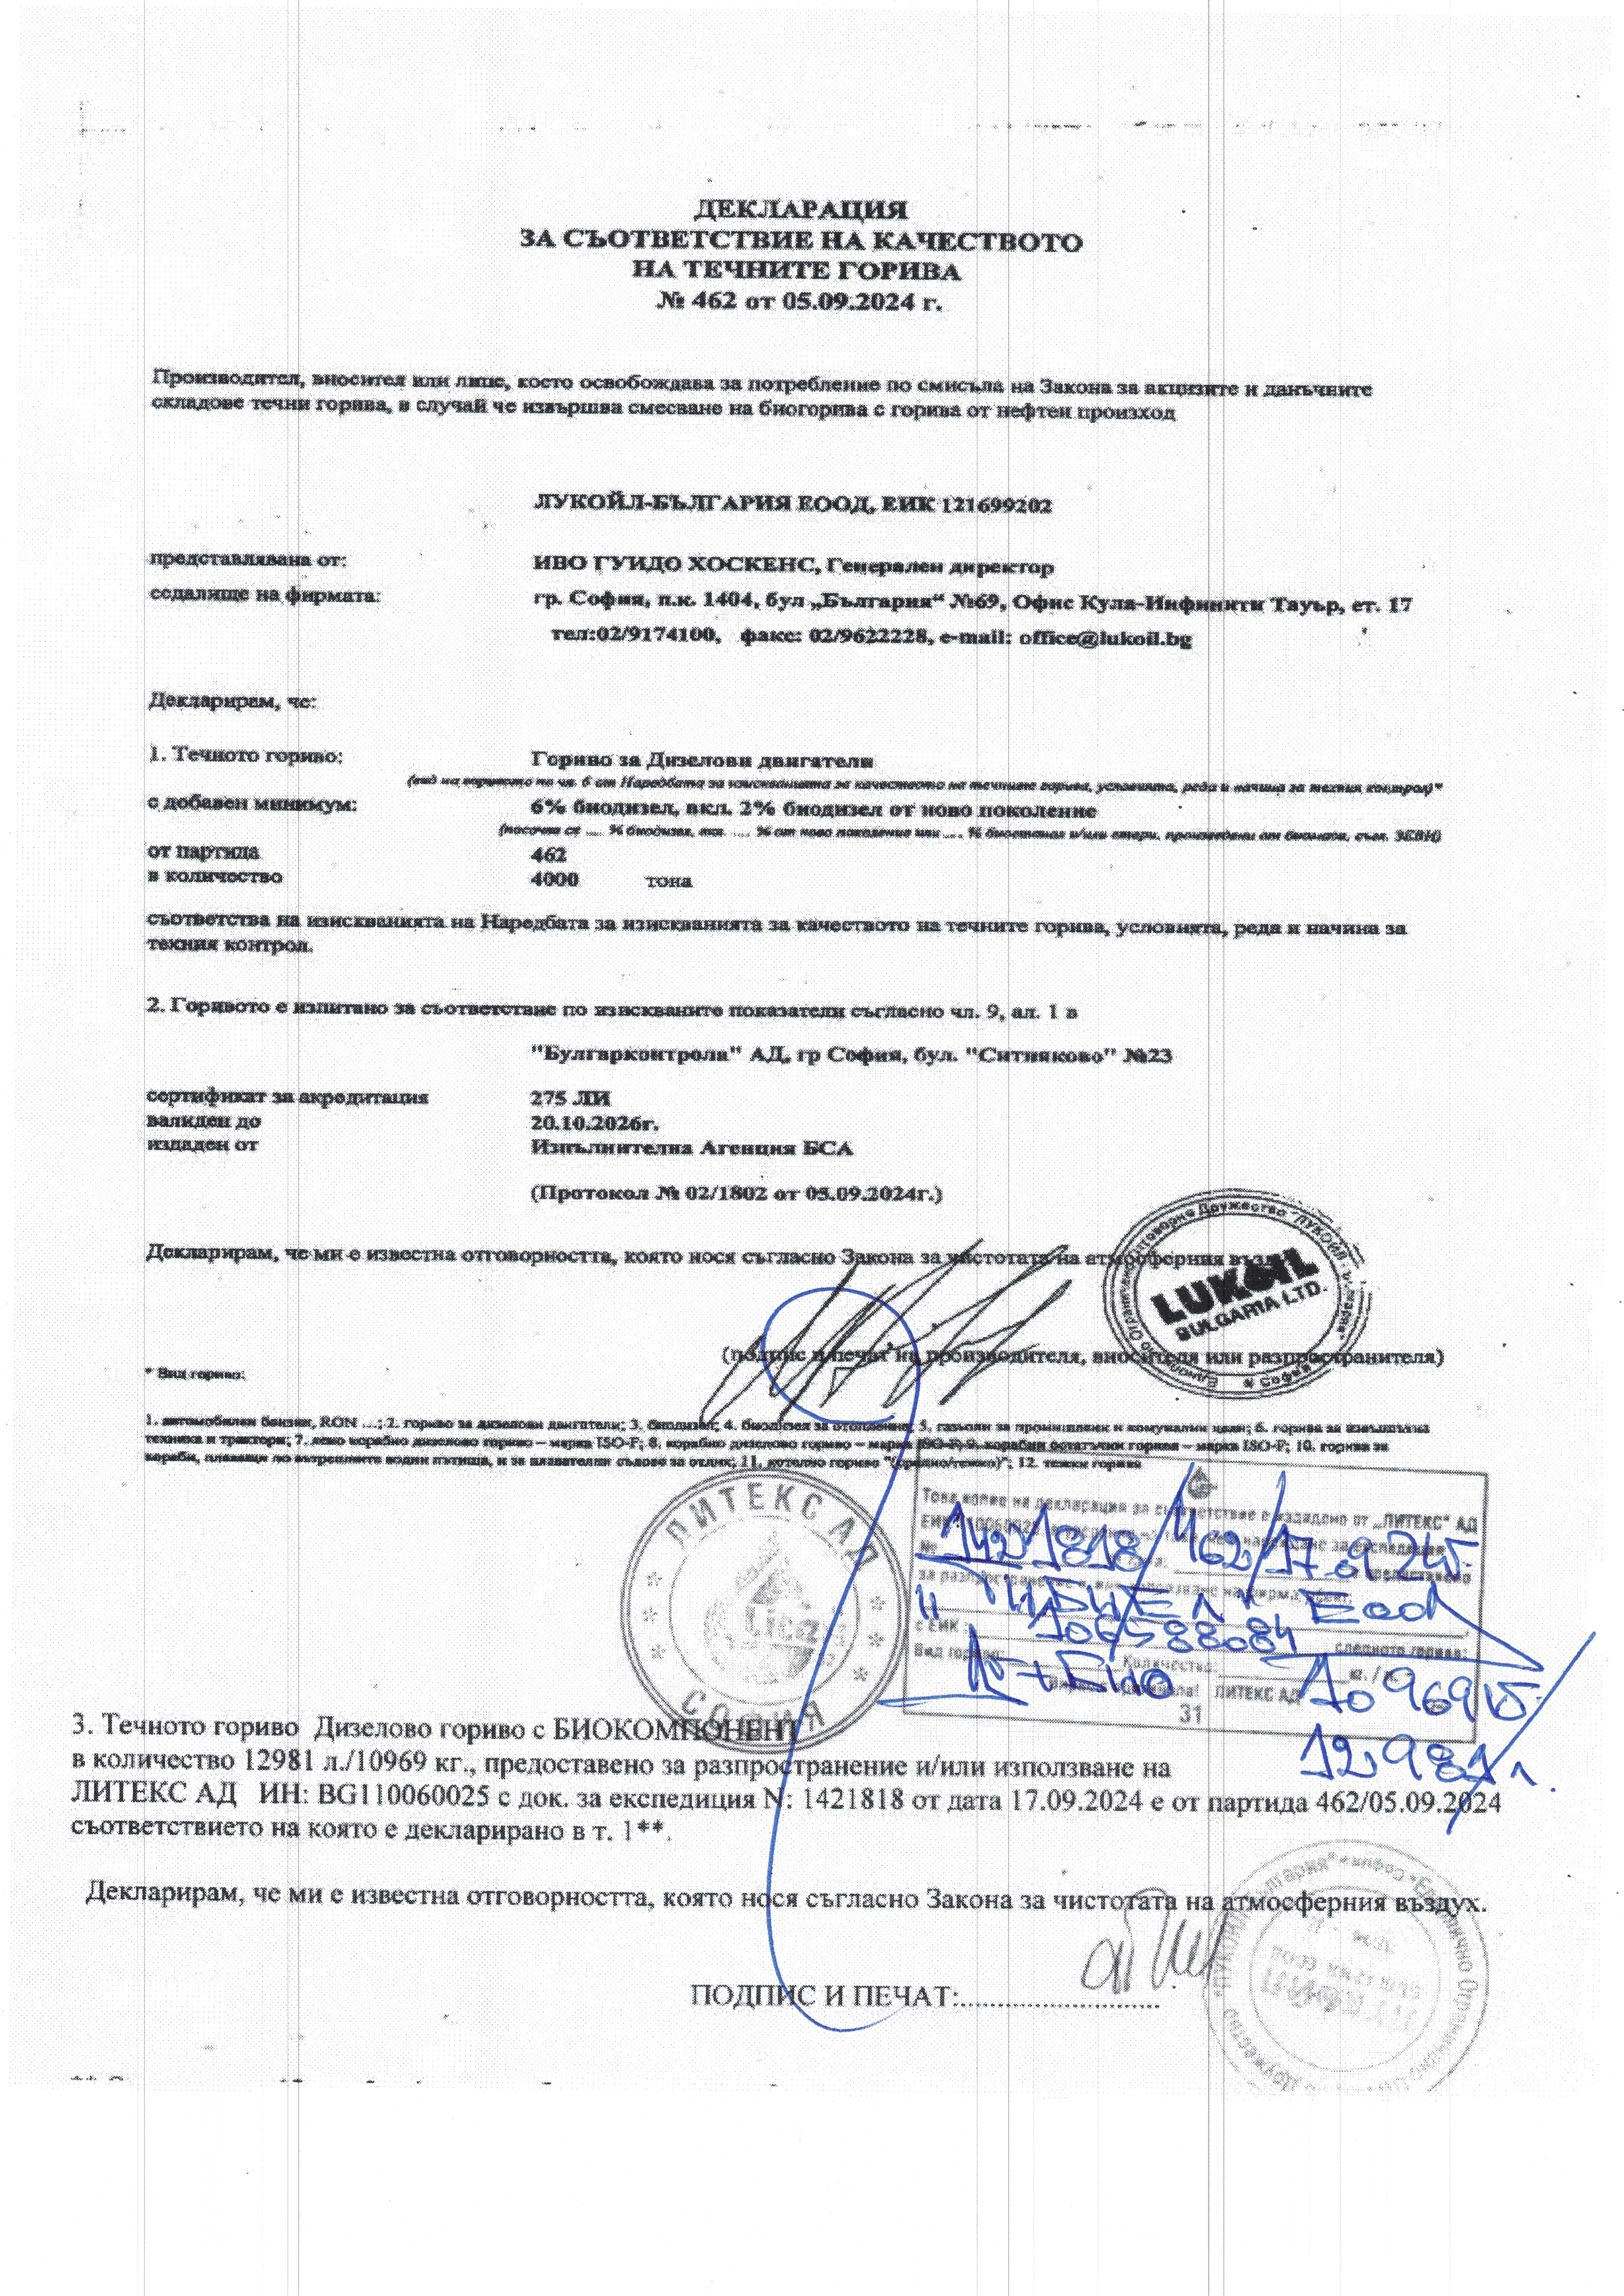 ДЕКЛАРАЦИЯ
ЗА СЪОТВЕТСТВИЕ НА КАЧЕСТВОТО
НА ТЕЧНИТЕ ГОРИВА
№ 462 от 05.09.2024 г.
Производител, вносител или лице, което освобождава за потребление по смисъла на Закона за акцизите и данъчните
складове течни горива, в случай че извършва смесване на биогорива с горива от нефтен произход
ЛУКОЙЛ-БЪЛГАРИЯ ЕООД, ЕИК 121699202
представлявана от: ИВО ГУИДО ХОСКЕНС, Генерален директор
седалище на фирмата: гр. София, п.к. 1404, бул „България“ №69, Офис Кула-Инфинити Тауър, ет. 17
тел:02/9174100, факс: 02/9622228, e-mail: office@lukoil.bg
Декларирам, че:
1. Течното гориво: Гориво за Дизелови двигатели
(вид на горивото по чл. 6 от Наредбата за изискванията за качеството на течните горива, условията, реда и начина за техния контрол)*
с добавен минимум: 6% биодизел, вкл. 2% биодизел от ново поколение
(посочва се .... % биодизел, вкл. .... % от ново поколение или .... % биоетанол и/или етери, произведени от биомаса, съгл. ЗЕВИ)
от партида 462
в количество 4000 тона
съответства на изискванията на Наредбата за изискванията за качеството на течните горива, условията, реда и начина за
техния контрол.
2. Горивото е изпитано за съответствие по изискваните показатели съгласно чл. 9, ал. 1 в
"Булгарконтрола" АД, гр София, бул. "Ситняково" №23
сертификат за акредитация 275 ЛИ
валиден до 20.10.2026г.
издаден от Изпълнителна Агенция БСА
(Протокол № 02/1802 от 05.09.2024г.)
Декларирам, че ми е известна отговорността, която нося съгласно Закона за чистотата на атмосферния възд
LUKOIL
BULGARIA LTD.
(подпис и печат на производителя, вносителя или разпространителя)
* Вид гориво:
1. автомобилен бензин, RON ...; 2. гориво за дизелови двигатели; 3. биодизел; 4. биодизел за отопление; 5. газьоли за промишлени и комунални цели; 6. горива за извънпътна
техника и трактори; 7. леко корабно дизелово гориво – марка ISO-F; 8. корабно дизелово гориво – марка ISO-F; 9. корабни остатъчни горива – марка ISO-F; 10. горива за
кораби, плаващи по вътрешните водни пътища, и за плавателни съдове за отдих; 11. котелно гориво "(средно/тежко)"; 12. тежки горива
ЛИТЕКС АД
СОФИЯ
Това копие на декларация за съответствие е издадено от „ЛИТЕКС“ АД
1421818/462/17.09.24г.
с ЕИК: 106588084 следното гориво:
Вид гориво: Количество: кг. / л.
10969 кг.
ЛИТЕКС АД
31
12981 л.
3. Течното гориво Дизелово гориво с БИОКОМПОНЕНТ
в количество 12981 л./10969 кг., предоставено за разпространение и/или използване на
ЛИТЕКС АД ИН: BG110060025 с док. за експедиция N: 1421818 от дата 17.09.2024 е от партида 462/05.09.2024
съответствието на която е декларирано в т. 1**.
Декларирам, че ми е известна отговорността, която нося съгласно Закона за чистотата на атмосферния въздух.
ПОДПИС И ПЕЧАТ:............................